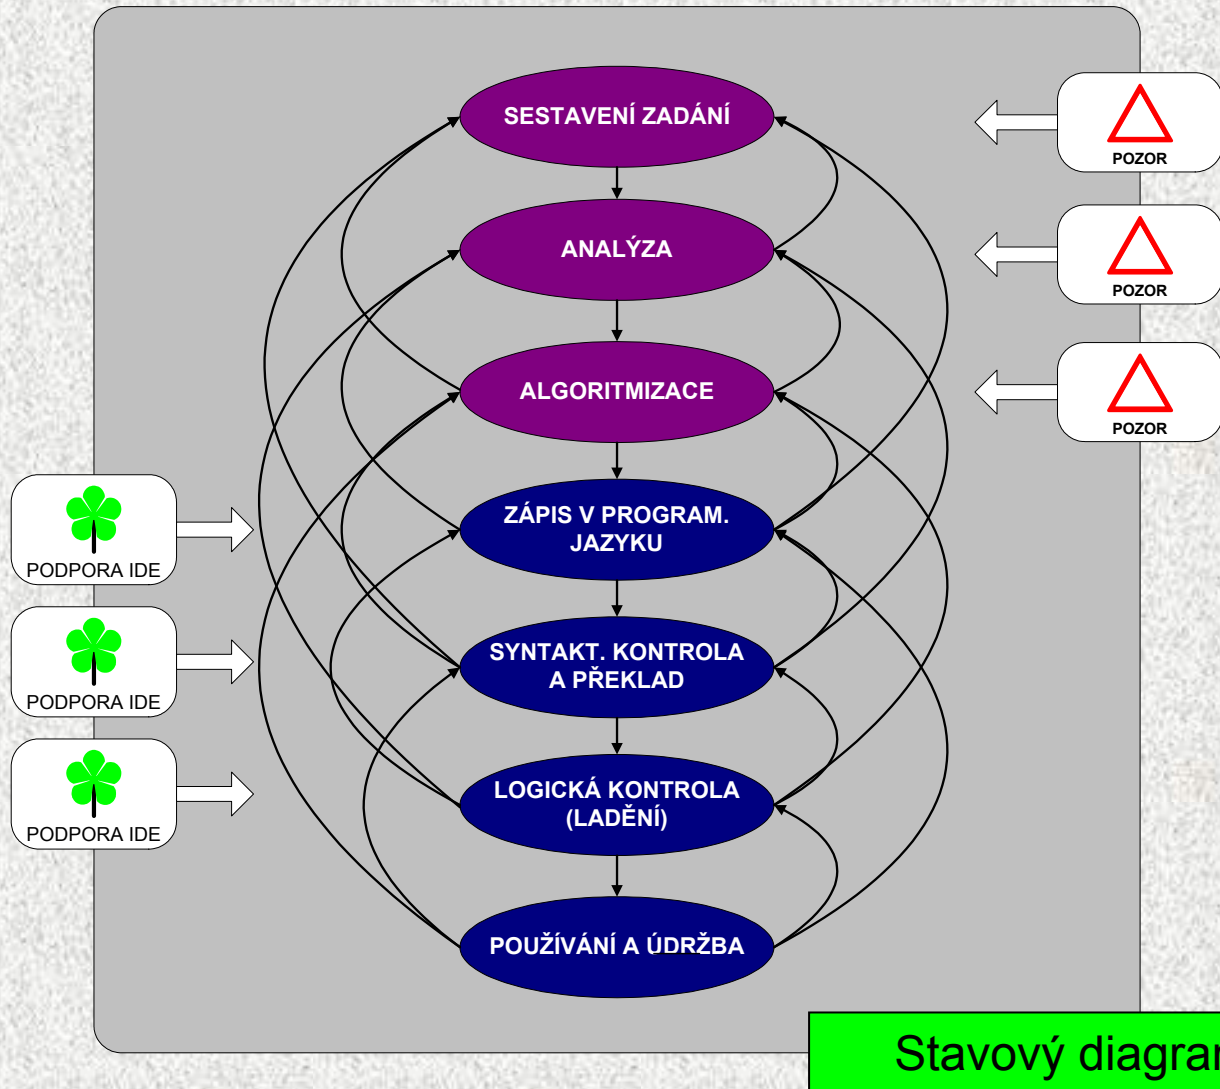 SESTAVENÍ ZADÁNÍ
POZOR
ANALÝZA
POZOR
ALGORITMIZACE
POZOR
ZÁPIS V PROGRAM.
JAZYKU
PODPORA IDE
SYNTAKT. KONTROLA
A PŘEKLAD
PODPORA IDE
LOGICKÁ KONTROLA
(LADĚNÍ)
PODPORA IDE
POUŽÍVÁNÍ A ÚDRŽBA
Stavový